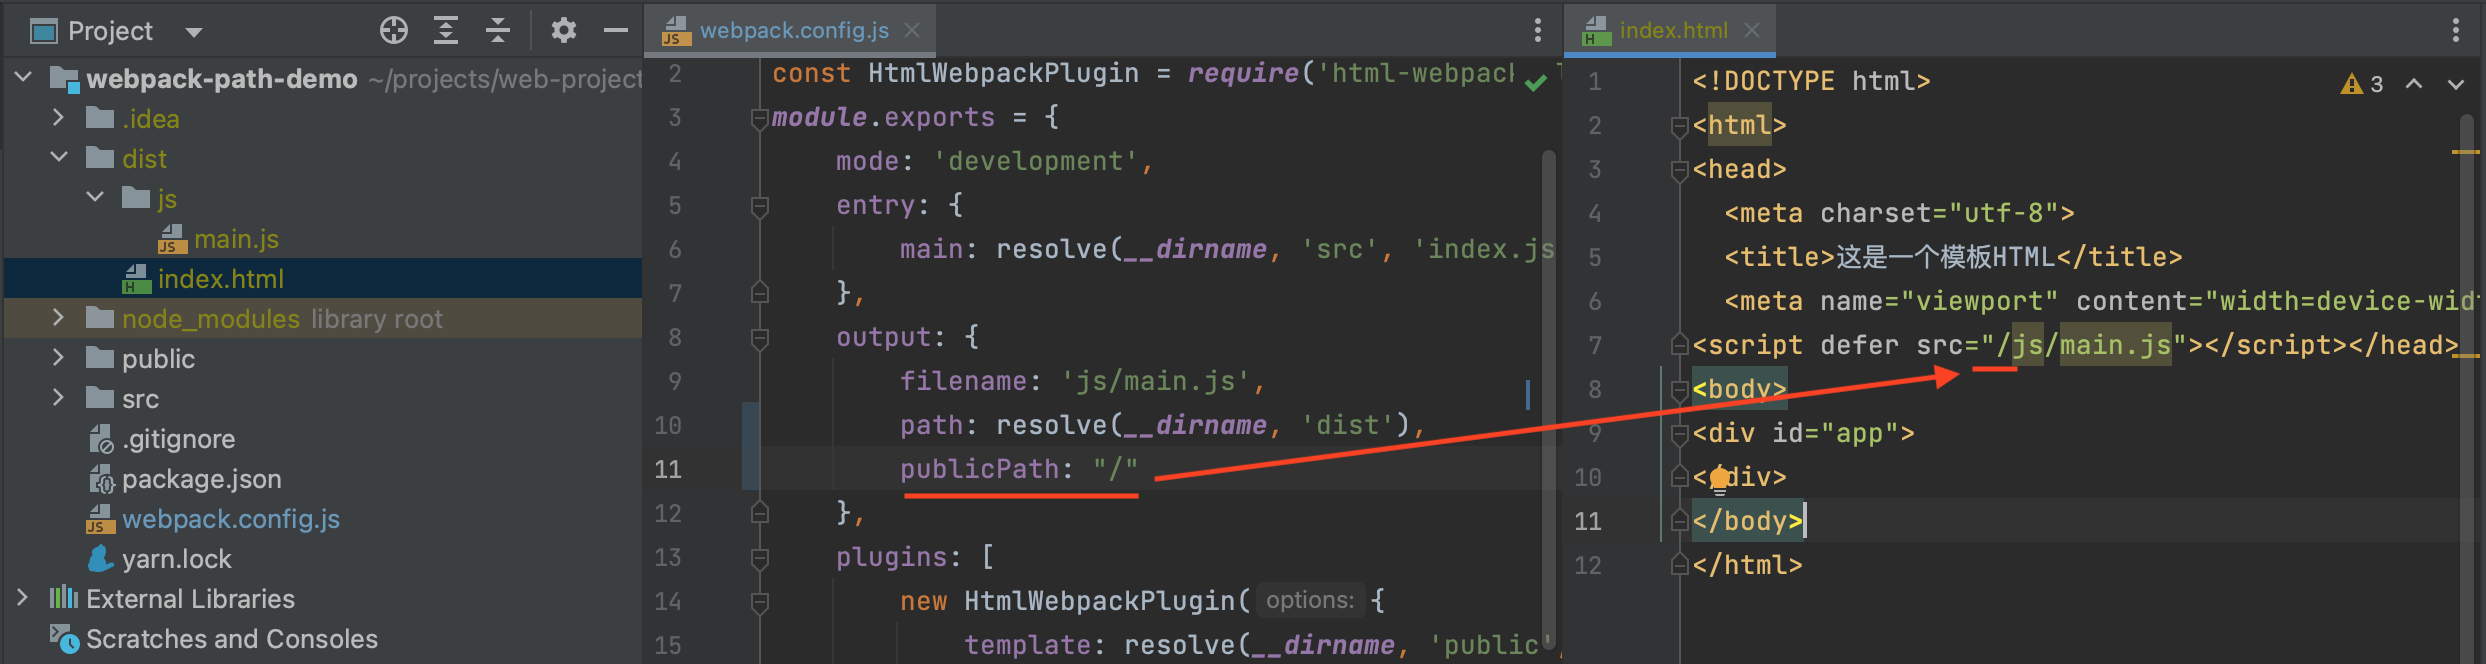 Project
webpack-path-demo ~/projects/web-project
.idea
dist
js
main.js
index.html
node_modules library root
public
src
.gitignore
package.json
webpack.config.js
yarn.lock
External Libraries
Scratches and Consoles
webpack.config.js
2 const HtmlWebpackPlugin = require('html-webpack
3 module.exports = {
4 mode: 'development',
5 entry: {
6 main: resolve(__dirname, 'src', 'index.js
7 },
8 output: {
9 filename: 'js/main.js',
10 path: resolve(__dirname, 'dist'),
11 publicPath: "/"
12 },
13 plugins: [
14 new HtmlWebpackPlugin( options: {
15 template: resolve(__dirname, 'public',
index.html
3
1 <!DOCTYPE html>
2 <html>
3 <head>
4 <meta charset="utf-8">
5 <title>这是一个模板HTML</title>
6 <meta name="viewport" content="width=device-widt
7 <script defer src="/js/main.js"></script></head>
8 <body>
9 <div id="app">
10 </div>
11 </body>
12 </html>